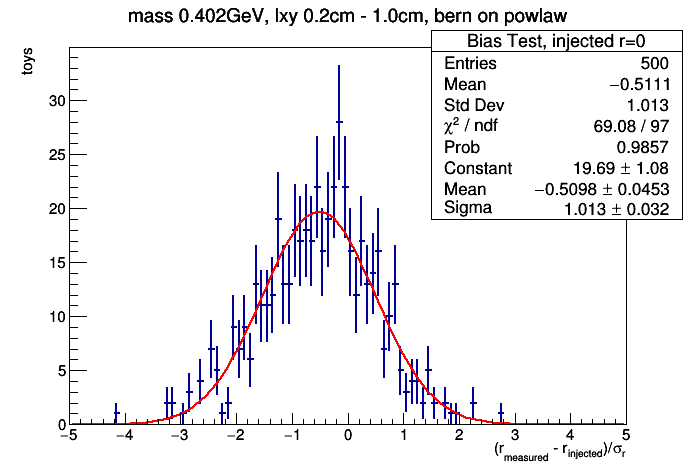 mass 0.402GeV, lxy 0.2cm - 1.0cm, bern on powlaw
Bias Test, injected r=0
Entries 500
Mean −0.5111
Std Dev 1.013
χ² / ndf 69.08 / 97
Prob 0.9857
Constant 19.69 ± 1.08
Mean −0.5098 ± 0.0453
Sigma 1.013 ± 0.032
toys
30
25
20
15
10
5
0
−5 −4 −3 −2 −1 0 1 2 3 4 5
(r_measured - r_injected)/σ_r